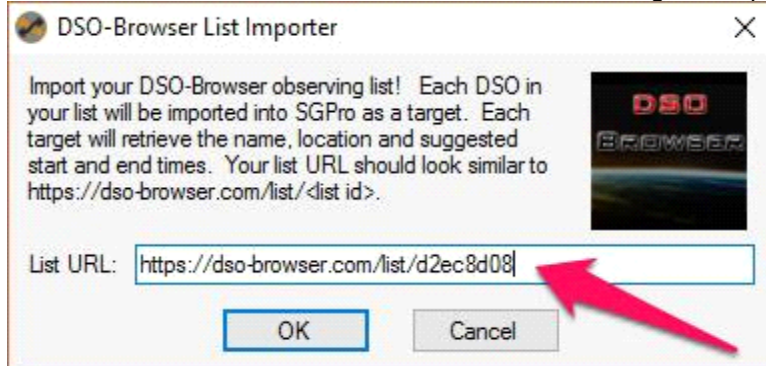 DSO-Browser List Importer
Import your DSO-Browser observing list! Each DSO in
your list will be imported into SGPro as a target. Each
target will retrieve the name, location and suggested
start and end times. Your list URL should look similar to
https://dso-browser.com/list/<list id>.
DSO
BROWSER
List URL: https://dso-browser.com/list/d2ec8d08
OK Cancel